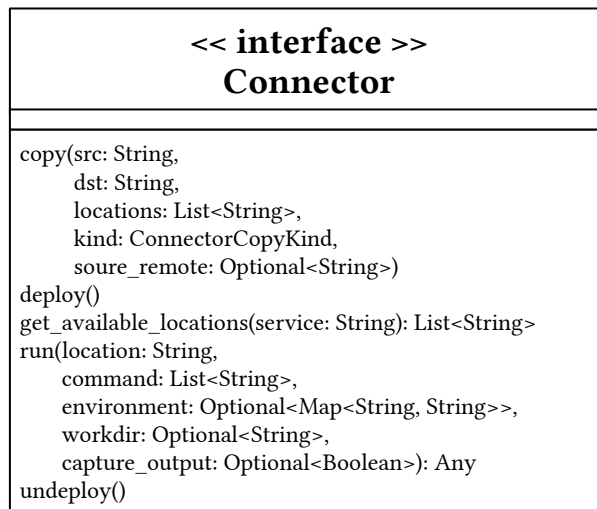 << interface >>
Connector
copy(src: String,
dst: String,
locations: List<String>,
kind: ConnectorCopyKind,
soure_remote: Optional<String>)
deploy()
get_available_locations(service: String): List<String>
run(location: String,
command: List<String>,
environment: Optional<Map<String, String>>,
workdir: Optional<String>,
capture_output: Optional<Boolean>): Any
undeploy()